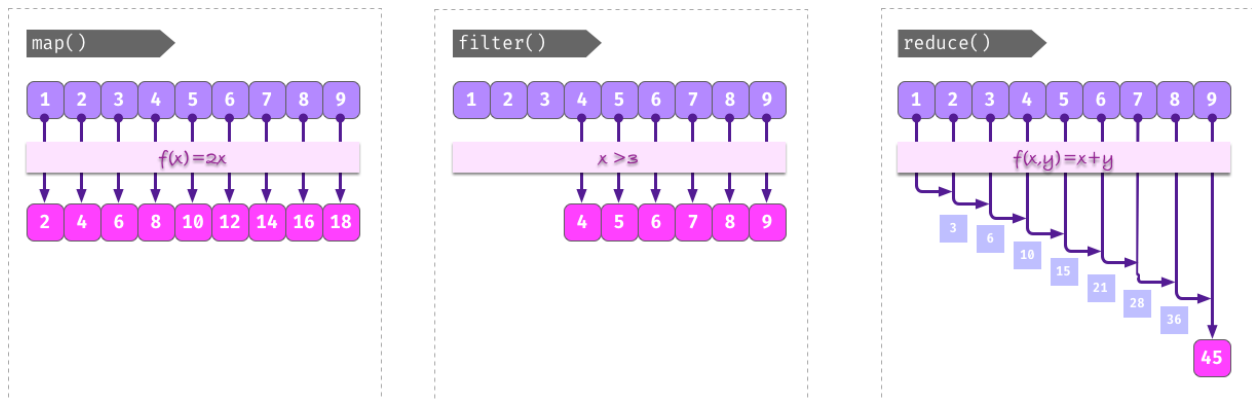 map()
1 2 3 4 5 6 7 8 9
f(x)=2x
2 4 6 8 10 12 14 16 18
filter()
1 2 3 4 5 6 7 8 9
x >3
4 5 6 7 8 9
reduce()
1 2 3 4 5 6 7 8 9
f(x,y)=x+y
3
6
10
15
21
28
36
45